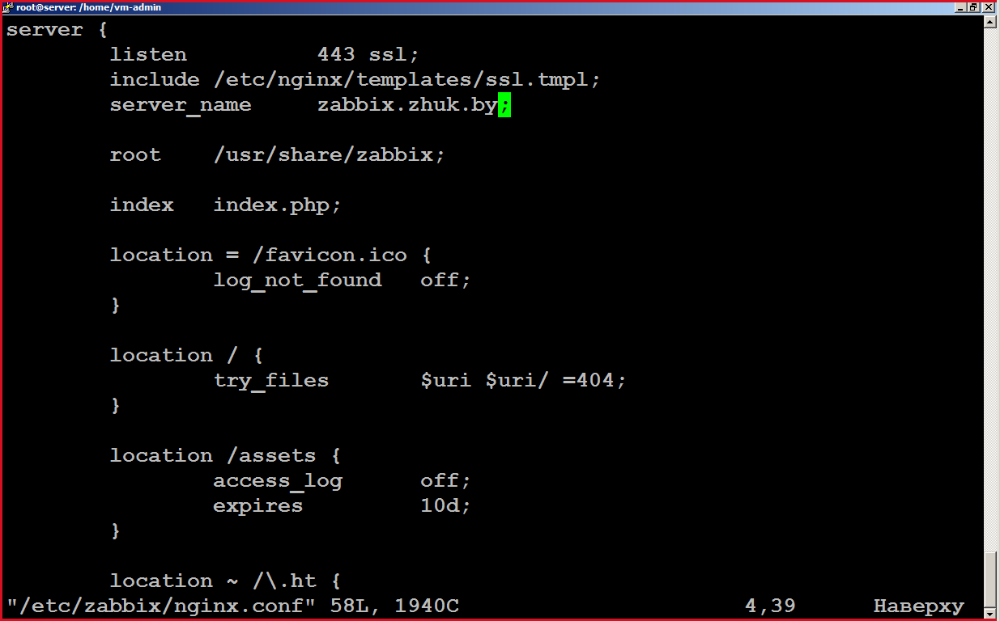 root@server: /home/vm-admin
server {
listen 443 ssl;
include /etc/nginx/templates/ssl.tmpl;
server_name zabbix.zhuk.by;
root /usr/share/zabbix;
index index.php;
location = /favicon.ico {
log_not_found off;
}
location / {
try_files $uri $uri/ =404;
}
location /assets {
access_log off;
expires 10d;
}
location ~ /\.ht {
"/etc/zabbix/nginx.conf" 58L, 1940C 4,39 Наверху